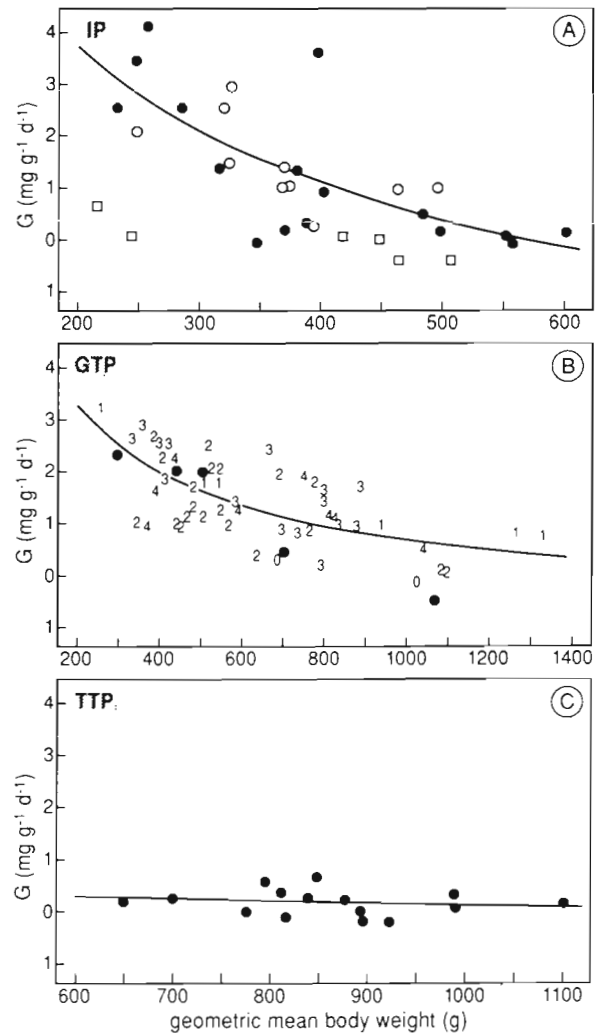 IP
A
4
3
2
1
0
1
G (mg g⁻¹ d⁻¹)
200 300 400 500 600
GTP
B
4
3
2
1
0
1
G (mg g⁻¹ d⁻¹)
200 400 600 800 1000 1200 1400
TTP
C
4
3
2
1
0
1
G (mg g⁻¹ d⁻¹)
600 700 800 900 1000 1100
geometric mean body weight (g)